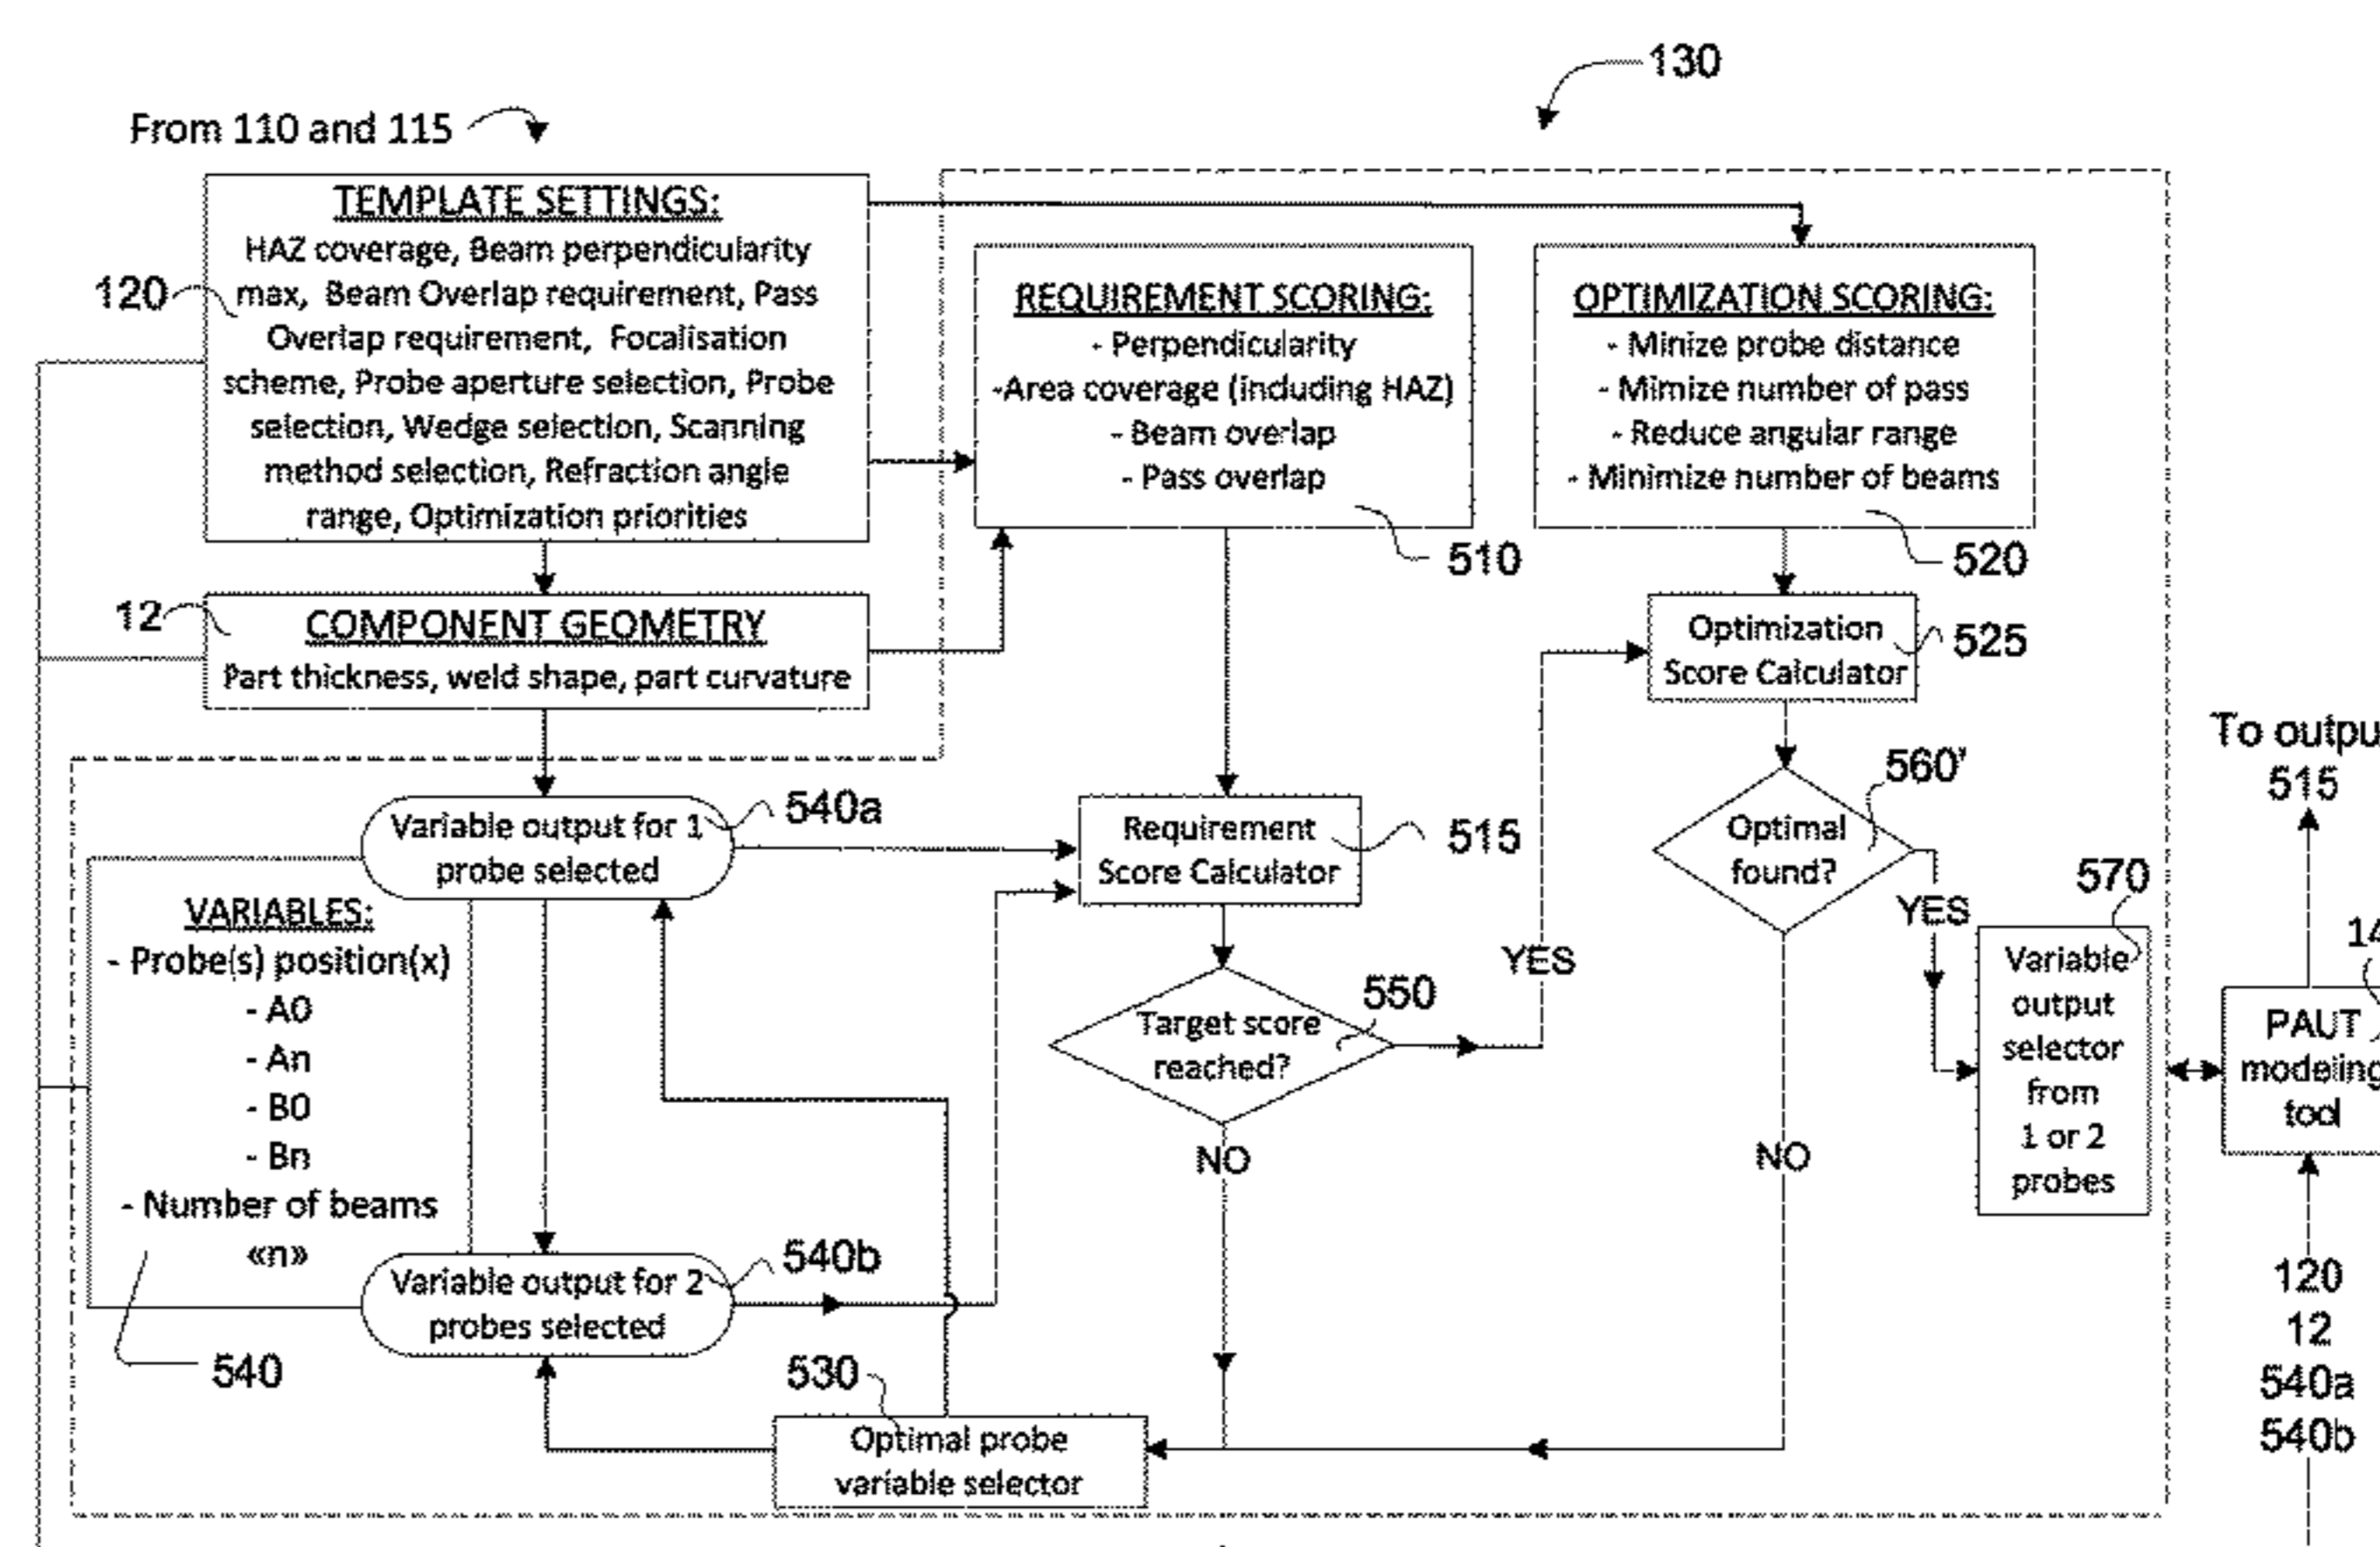 130
From 110 and 115
TEMPLATE SETTINGS:
HAZ coverage, Beam perpendicularity
max, Beam Overlap requirement, Pass
Overlap requirement, Focalisation
scheme, Probe aperture selection, Probe
selection, Wedge selection, Scanning
method selection, Refraction angle
range, Optimization priorities
120
REQUIREMENT SCORING:
- Perpendicularity
-Area coverage (including HAZ)
- Beam overlap
- Pass overlap
510
OPTIMIZATION SCORING:
- Minize probe distance
- Mimize number of pass
- Reduce angular range
- Minimize number of beams
520
12
COMPONENT GEOMETRY
Part thickness, weld shape, part curvature
Optimization
Score Calculator
525
Variable output for 1
probe selected
540a
Requirement
Score Calculator
515
560'
Optimal
found?
YES
NO
To outpu
515
VARIABLES:
- Probe(s) position(x)
- A0
- An
- B0
- Bn
- Number of beams
«n»
540
Target score
reached?
550
YES
NO
570
Variable
output
selector
from
1 or 2
probes
14
PAUT
modeling
tool
Variable output for 2
probes selected
540b
530
Optimal probe
variable selector
120
12
540a
540b